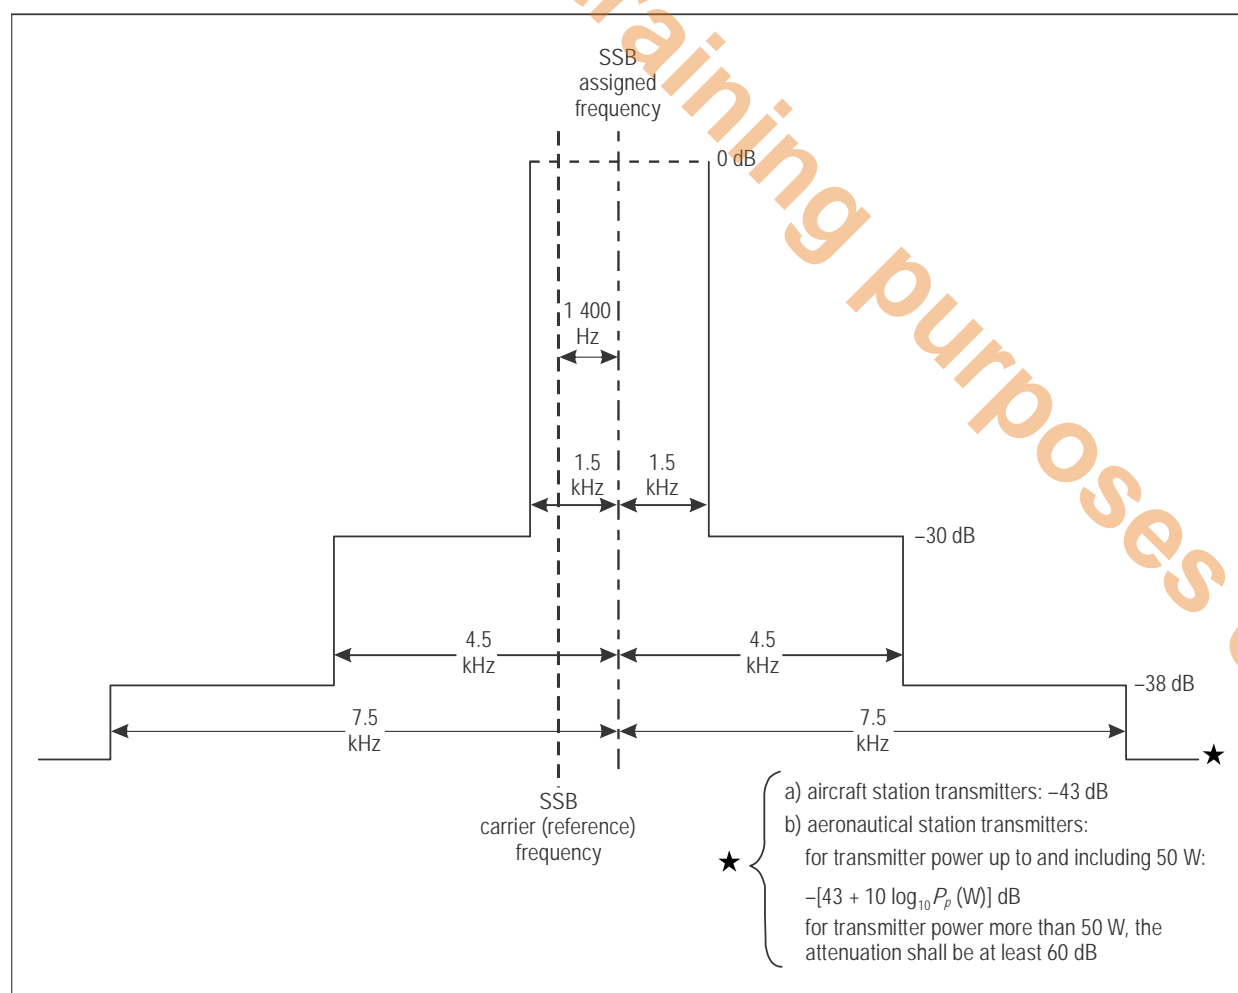 SSB
assigned
frequency
0 dB
1 400
Hz
1.5
kHz
1.5
kHz
–30 dB
4.5
kHz
4.5
kHz
–38 dB
7.5
kHz
7.5
kHz
★
SSB
carrier (reference)
frequency
★
a) aircraft station transmitters: –43 dB
b) aeronautical station transmitters:
for transmitter power up to and including 50 W:
–[43 + 10 log₁₀ Pₚ (W)] dB
for transmitter power more than 50 W, the
attenuation shall be at least 60 dB
raining purposes